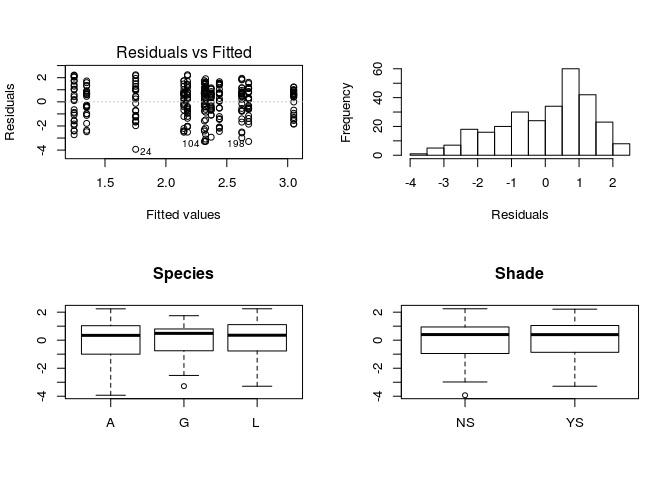 Residuals vs Fitted
Residuals
2
0
-2
-4
24
104
198
1.5 2.0 2.5 3.0
Fitted values
Frequency
60
40
20
0
-4 -3 -2 -1 0 1 2
Residuals
Species
2
0
-2
-4
A G L
Shade
2
0
-2
-4
NS YS